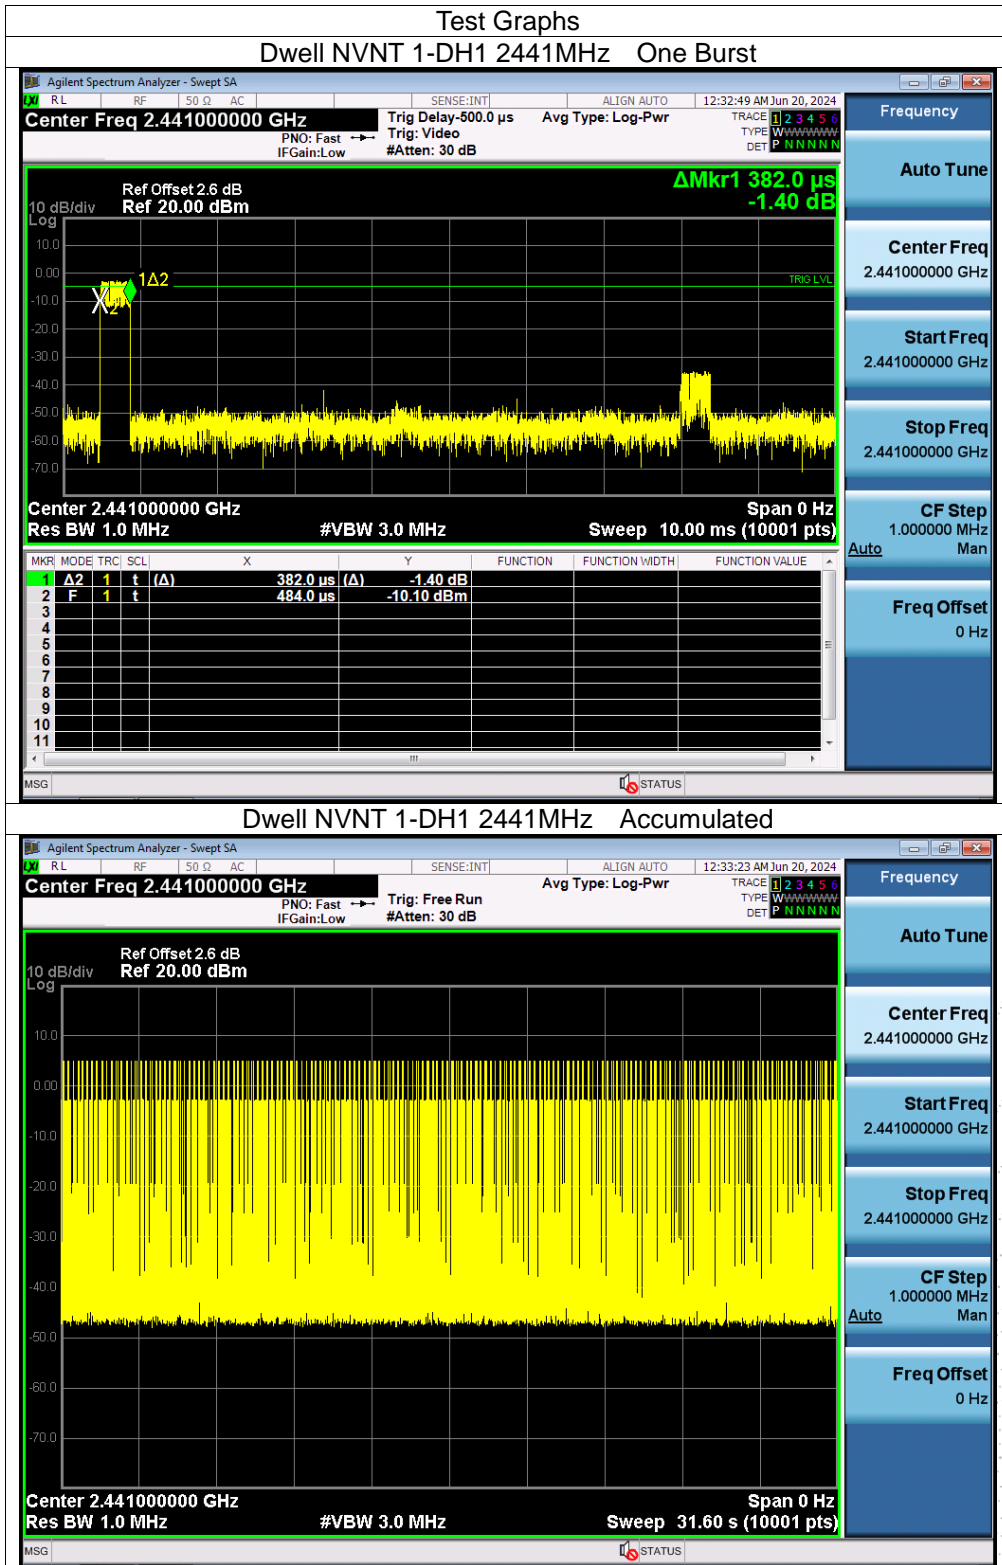 Test Graphs
Dwell NVNT 1-DH1 2441MHz One Burst
Agilent Spectrum Analyzer - Swept SA
LXI RL RF 50 Ω AC SENSE:INT ALIGN AUTO 12:32:49 AM Jun 20, 2024
Center Freq 2.441000000 GHz
PNO: Fast
IFGain:Low
Trig Delay-500.0 µs
Trig: Video
#Atten: 30 dB
Avg Type: Log-Pwr
TRACE 1 2 3 4 5 6
TYPE WWWWWW
DET P N N N N N
Frequency
Auto Tune
Center Freq
2.441000000 GHz
Start Freq
2.441000000 GHz
Stop Freq
2.441000000 GHz
CF Step
1.000000 MHz
Auto Man
Freq Offset
0 Hz
ΔMkr1 382.0 µs
-1.40 dB
Ref Offset 2.6 dB
10 dB/div Ref 20.00 dBm
Log
10.0
0.00
-10.0
-20.0
-30.0
-40.0
-50.0
-60.0
-70.0
1Δ2
2
TRIG LVL
Center 2.441000000 GHz Span 0 Hz
Res BW 1.0 MHz #VBW 3.0 MHz Sweep 10.00 ms (10001 pts)
MKR MODE TRC SCL X Y FUNCTION FUNCTION WIDTH FUNCTION VALUE
1 Δ2 1 t (Δ) 382.0 µs (Δ) -1.40 dB
2 F 1 t 484.0 µs -10.10 dBm
3
4
5
6
7
8
9
10
11
MSG STATUS
Dwell NVNT 1-DH1 2441MHz Accumulated
Agilent Spectrum Analyzer - Swept SA
LXI RL RF 50 Ω AC SENSE:INT ALIGN AUTO 12:33:23 AM Jun 20, 2024
Center Freq 2.441000000 GHz
PNO: Fast
IFGain:Low
Trig: Free Run
#Atten: 30 dB
Avg Type: Log-Pwr
TRACE 1 2 3 4 5 6
TYPE WWWWWW
DET P N N N N N
Frequency
Auto Tune
Center Freq
2.441000000 GHz
Start Freq
2.441000000 GHz
Stop Freq
2.441000000 GHz
CF Step
1.000000 MHz
Auto Man
Freq Offset
0 Hz
Ref Offset 2.6 dB
10 dB/div Ref 20.00 dBm
Log
10.0
0.00
-10.0
-20.0
-30.0
-40.0
-50.0
-60.0
-70.0
Center 2.441000000 GHz Span 0 Hz
Res BW 1.0 MHz #VBW 3.0 MHz Sweep 31.60 s (10001 pts)
MSG STATUS